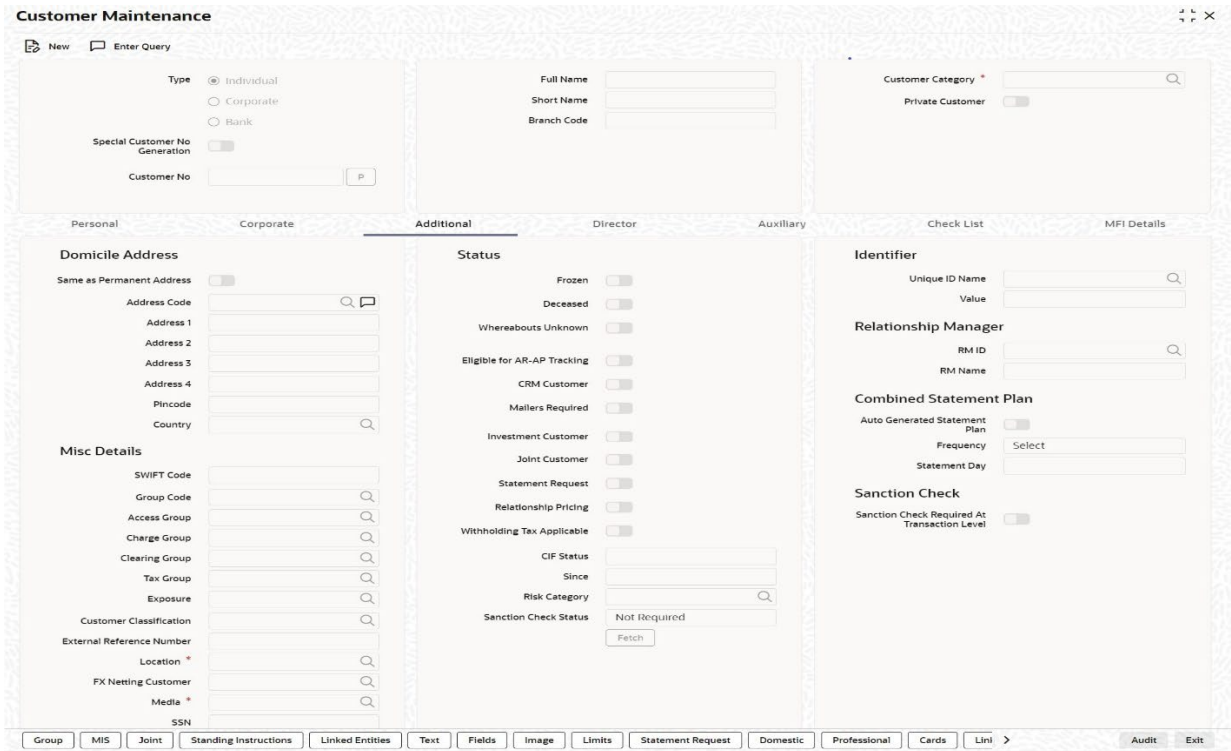 Customer Maintenance
New Enter Query
Type Individual
Corporate
Bank
Special Customer No
Generation
Customer No P
Full Name
Short Name
Branch Code
Customer Category *
Private Customer
Personal Corporate Additional Director Auxiliary Check List MFI Details
Domicile Address
Same as Permanent Address
Address Code
Address 1
Address 2
Address 3
Address 4
Pincode
Country
Misc Details
SWIFT Code
Group Code
Access Group
Charge Group
Clearing Group
Tax Group
Exposure
Customer Classification
External Reference Number
Location *
FX Netting Customer
Media *
SSN
Status
Frozen
Deceased
Whereabouts Unknown
Eligible for AR-AP Tracking
CRM Customer
Mailers Required
Investment Customer
Joint Customer
Statement Request
Relationship Pricing
Withholding Tax Applicable
CIF Status
Since
Risk Category
Sanction Check Status Not Required
Fetch
Identifier
Unique ID Name
Value
Relationship Manager
RM ID
RM Name
Combined Statement Plan
Auto Generated Statement
Plan
Frequency Select
Statement Day
Sanction Check
Sanction Check Required At
Transaction Level
Group MIS Joint Standing Instructions Linked Entities Text Fields Image Limits Statement Request Domestic Professional Cards Lin Audit Exit